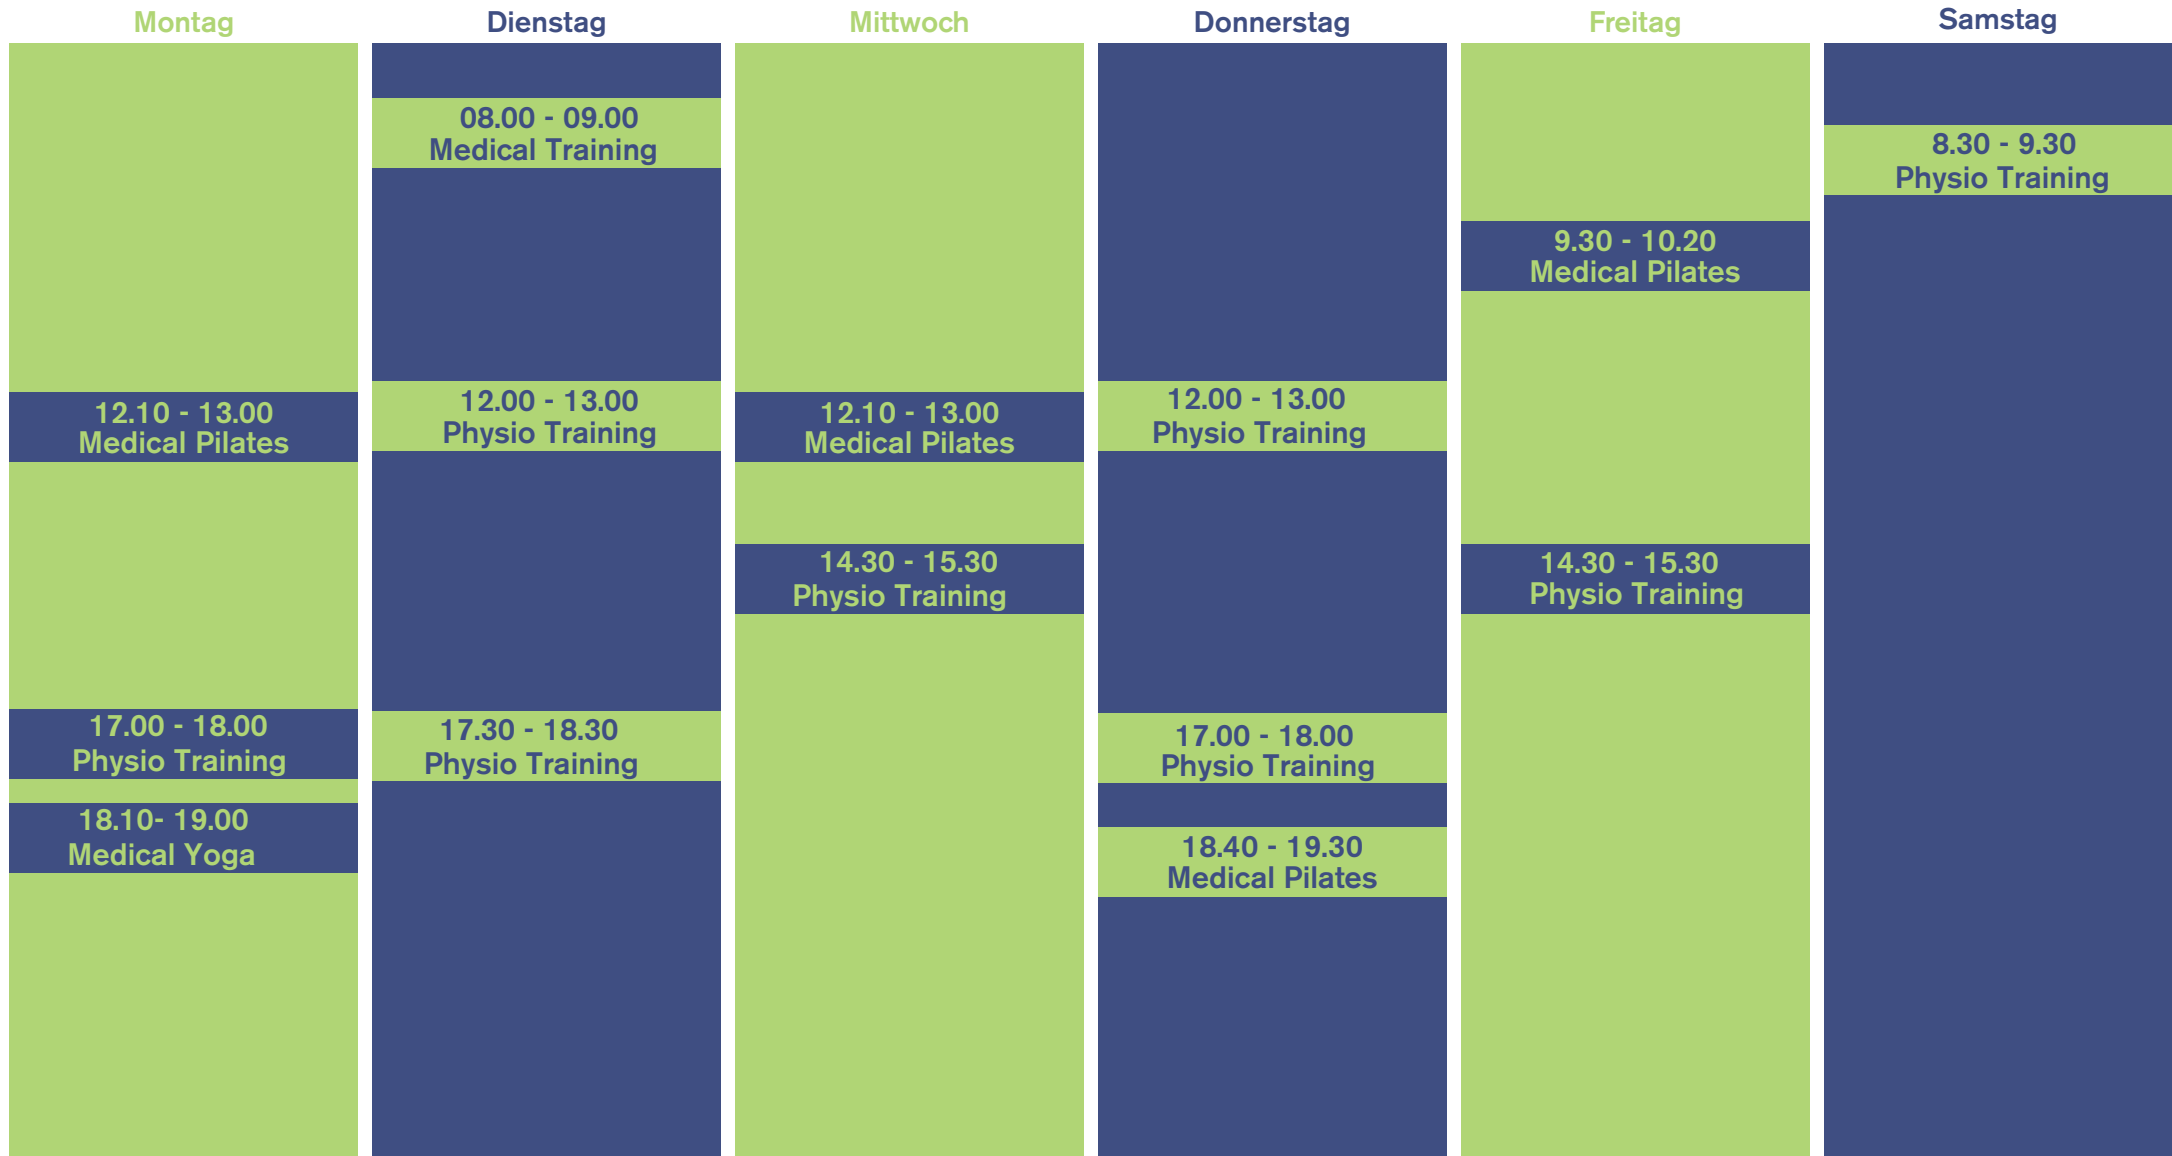 Montag
12.10 - 13.00
Medical Pilates
17.00 - 18.00
Physio Training
18.10- 19.00
Medical Yoga
Dienstag
08.00 - 09.00
Medical Training
12.00 - 13.00
Physio Training
17.30 - 18.30
Physio Training
Mittwoch
12.10 - 13.00
Medical Pilates
14.30 - 15.30
Physio Training
Donnerstag
12.00 - 13.00
Physio Training
17.00 - 18.00
Physio Training
18.40 - 19.30
Medical Pilates
Freitag
9.30 - 10.20
Medical Pilates
14.30 - 15.30
Physio Training
Samstag
8.30 - 9.30
Physio Training